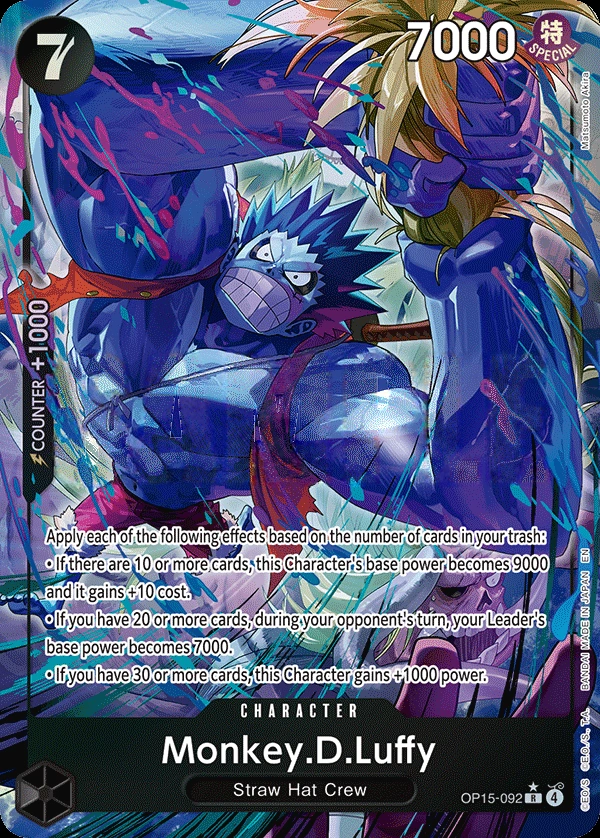 7
7000
特
SPECIAL
Matsumoto Akira
COUNTER +1000
Apply each of the following effects based on the number of cards in your trash:
• If there are 10 or more cards, this Character's base power becomes 9000
and it gains +10 cost.
• If you have 20 or more cards, during your opponent's turn, your Leader's
base power becomes 7000.
• If you have 30 or more cards, this Character gains +1000 power.
CHARACTER
Monkey.D.Luffy
Straw Hat Crew
OP15-092 R 4
©E.O./S., T.A. BANDAI MADE IN JAPAN EN